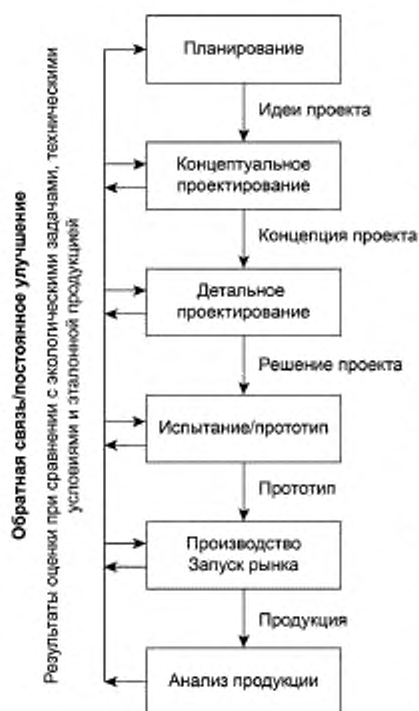 Обратная связь/постоянное улучшение
Результаты оценки при сравнении с экологическими задачами, техническими
условиями и эталонной продукцией
Планирование
Идеи проекта
Концептуальное
проектирование
Концепция проекта
Детальное
проектирование
Решение проекта
Испытание/прототип
Прототип
Производство
Запуск рынка
Продукция
Анализ продукции